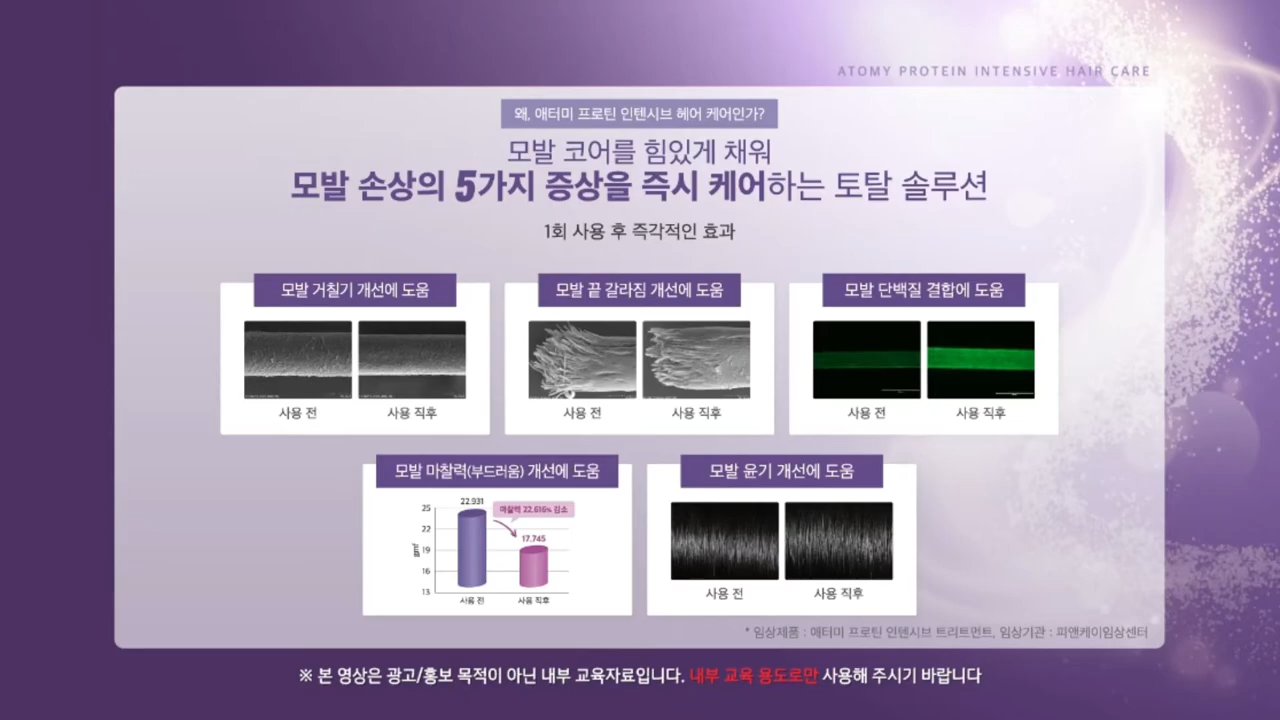 ATOMY PROTEIN INTENSIVE HAIR CARE
왜, 애터미 프로틴 인텐시브 헤어 케어인가?
모발 코어를 힘있게 채워
모발 손상의 5가지 증상을 즉시 케어하는 토탈 솔루션
1회 사용 후 즉각적인 효과
모발 거칠기 개선에 도움
사용 전
사용 직후
모발 끝 갈라짐 개선에 도움
사용 전
사용 직후
모발 단백질 결합에 도움
사용 전
사용 직후
모발 마찰력(부드러움) 개선에 도움
22.931
마찰력 22.616% 감소
17.745
25
22
19
16
13
gmf
사용 전
사용 직후
모발 윤기 개선에 도움
사용 전
사용 직후
* 임상제품 : 애터미 프로틴 인텐시브 트리트먼트, 임상기관 : 피앤케이임상센터
※ 본 영상은 광고/홍보 목적이 아닌 내부 교육자료입니다. 내부 교육 용도로만 사용해 주시기 바랍니다